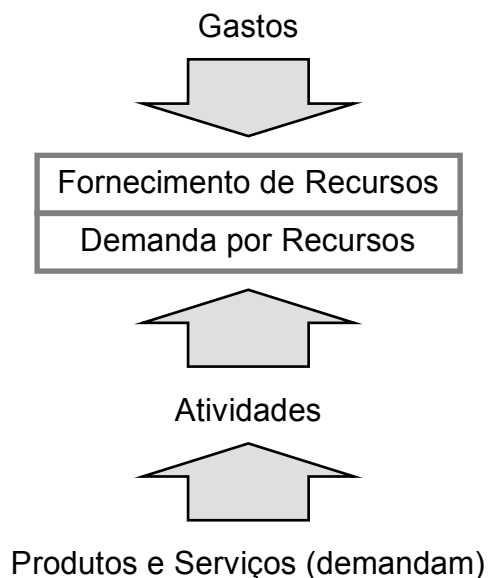 Gastos
Fornecimento de Recursos
Demanda por Recursos
Atividades
Produtos e Serviços (demandam)